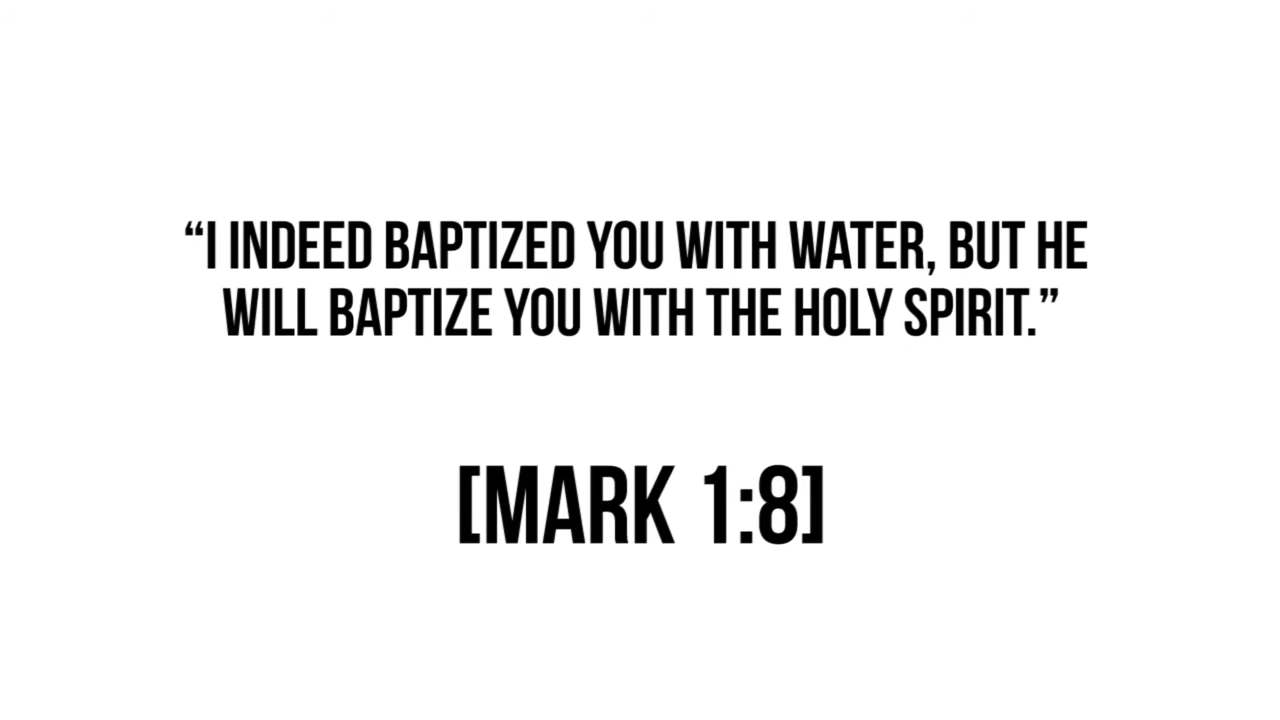 “I INDEED BAPTIZED YOU WITH WATER, BUT HE
WILL BAPTIZE YOU WITH THE HOLY SPIRIT.”
[MARK 1:8]